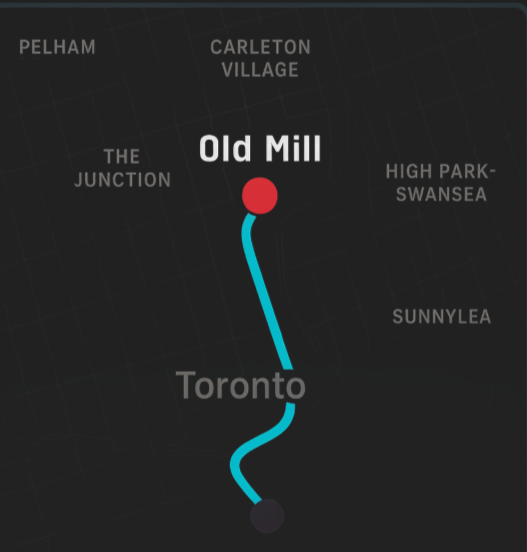 PELHAM
CARLETON
VILLAGE
Old Mill
THE
JUNCTION
HIGH PARK-
SWANSEA
SUNNYLEA
Toronto